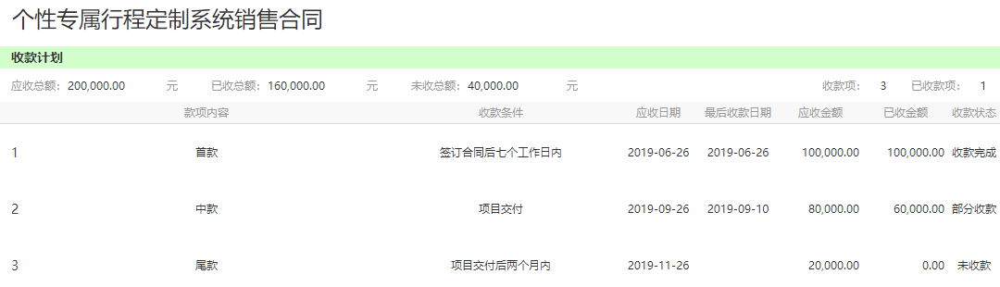 个性专属行程定制系统销售合同
收款计划
应收总额: 200,000.00 元 已收总额: 160,000.00 元 未收总额: 40,000.00 元 收款项: 3 已收款项: 1
款项内容 收款条件 应收日期 最后收款日期 应收金额 已收金额 收款状态
1 首款 签订合同后七个工作日内 2019-06-26 2019-06-26 100,000.00 100,000.00 收款完成
2 中款 项目交付 2019-09-26 2019-09-10 80,000.00 60,000.00 部分收款
3 尾款 项目交付后两个月内 2019-11-26 20,000.00 0.00 未收款